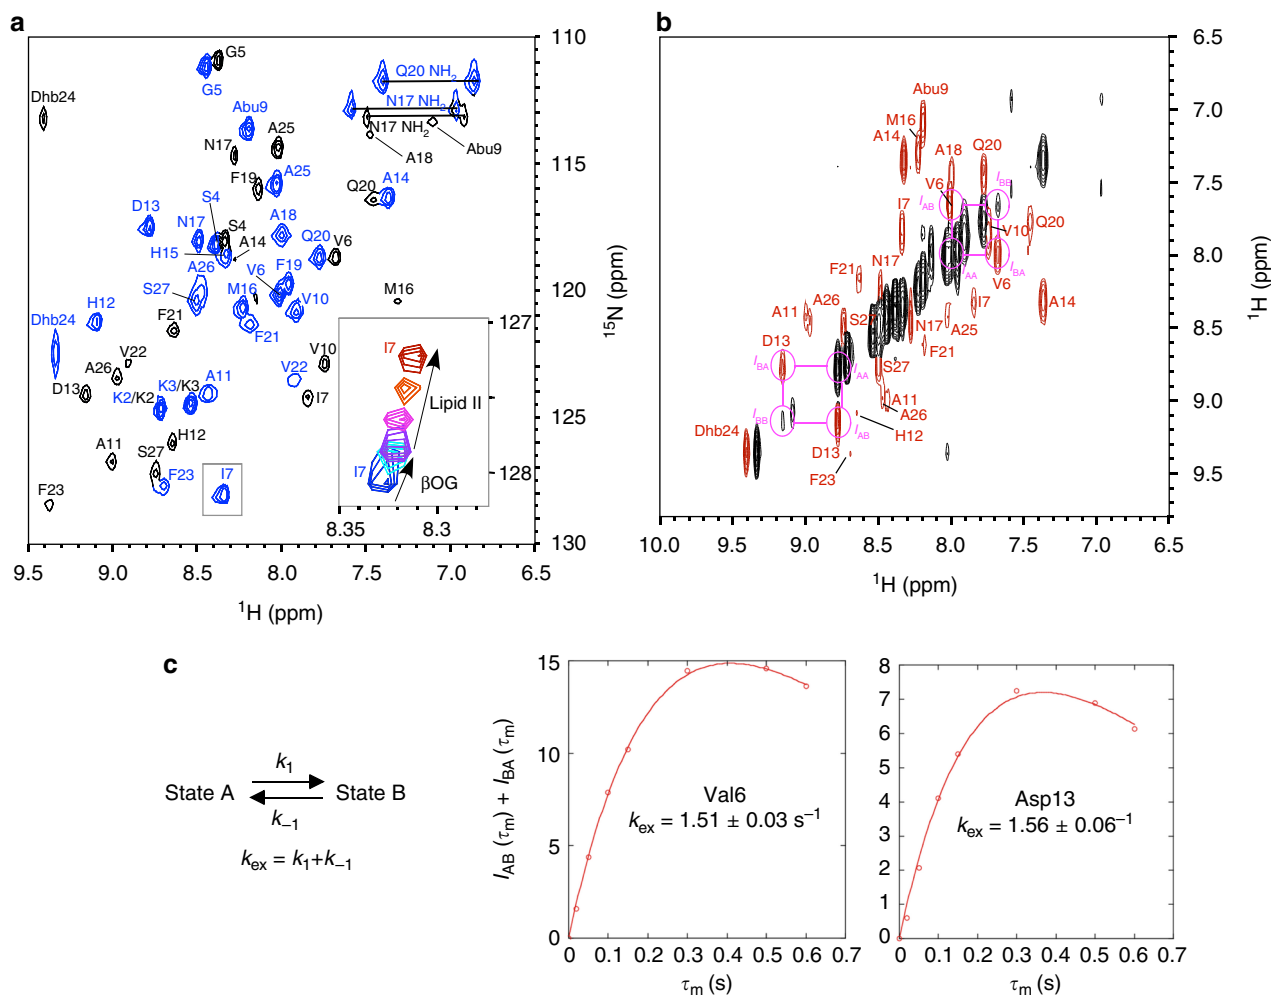 a
G5
Q20 NH2
N17 NH2
N17 NH2
Dhb24
G5
Abu9
N17
A25
A18
Abu9
F19
A25
Q20
A14
D13
S4
N17
S4
A18
A14
H15
Q20
V6
A26
F19
V6
S27
M16
V10
M16
H12
F21
F21
Dhb24
V22
V10
A26
V22
D13
K3/K3
A11
I7
K2/K2
H12
A11
S27
F23
I7
F23
I7
Lipid II
I7
βOG
127
128
8.35
8.3
110
115
120
125
130
15N (ppm)
9.5
9.0
8.5
8.0
7.5
7.0
6.5
1H (ppm)
b
Abu9
M16
A14
A18
Q20
V6
IBB
IAB
I7
Q20
V10
N17
IAA
IBA
F21
V6
A26
I7
A14
A11
S27
A25
N17
D13
F21
IBA
IAA
S27
A11
IBB
IAB
A26
H12
Dhb24
D13
F23
6.5
7.0
7.5
8.0
8.5
9.0
9.5
1H (ppm)
10.0
9.0
8.5
8.0
7.5
6.5
1H (ppm)
c
k1
State A
State B
k−1
kex = k1+k−1
IAB (τm) + IBA (τm)
15
10
5
0
Val6
kex = 1.51 ± 0.03 s−1
0 0.1 0.2 0.3 0.4 0.5 0.6 0.7
τm (s)
8
7
6
5
4
3
2
1
0
Asp13
kex = 1.56 ± 0.06−1
0 0.1 0.2 0.3 0.4 0.5 0.6 0.7
τm (s)